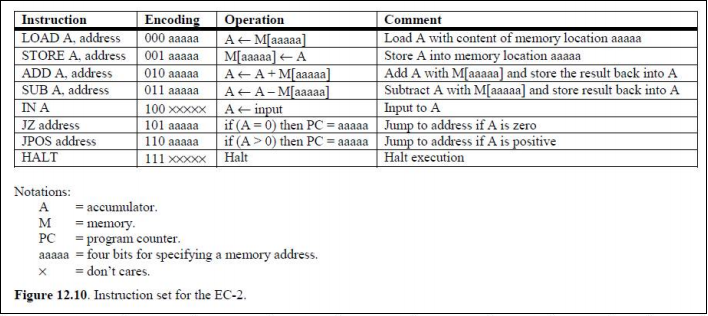 Instruction Encoding Operation Comment
LOAD A, address 000 aaaaa A ← M[aaaaa] Load A with content of memory location aaaaa
STORE A, address 001 aaaaa M[aaaaa] ← A Store A into memory location aaaaa
ADD A, address 010 aaaaa A ← A + M[aaaaa] Add A with M[aaaaa] and store the result back into A
SUB A, address 011 aaaaa A ← A – M[aaaaa] Subtract A with M[aaaaa] and store result back into A
IN A 100 ××××× A ← input Input to A
JZ address 101 aaaaa if (A = 0) then PC = aaaaa Jump to address if A is zero
JPOS address 110 aaaaa if (A > 0) then PC = aaaaa Jump to address if A is positive
HALT 111 ××××× Halt Halt execution
Notations:
A = accumulator.
M = memory.
PC = program counter.
aaaaa = four bits for specifying a memory address.
× = don't cares.
Figure 12.10. Instruction set for the EC-2.